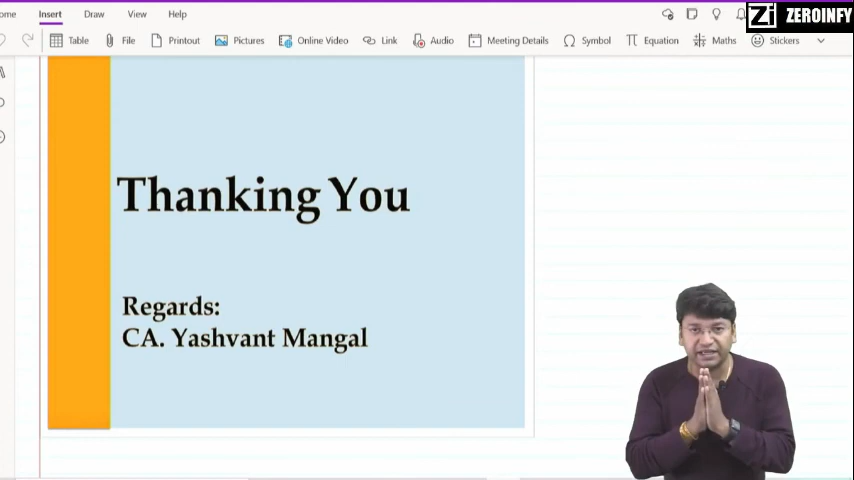 ome Insert Draw View Help
Zi ZEROINFY
Table File Printout Pictures Online Video Link Audio Meeting Details Symbol Equation Maths Stickers
Thanking You
Regards:
CA. Yashvant Mangal